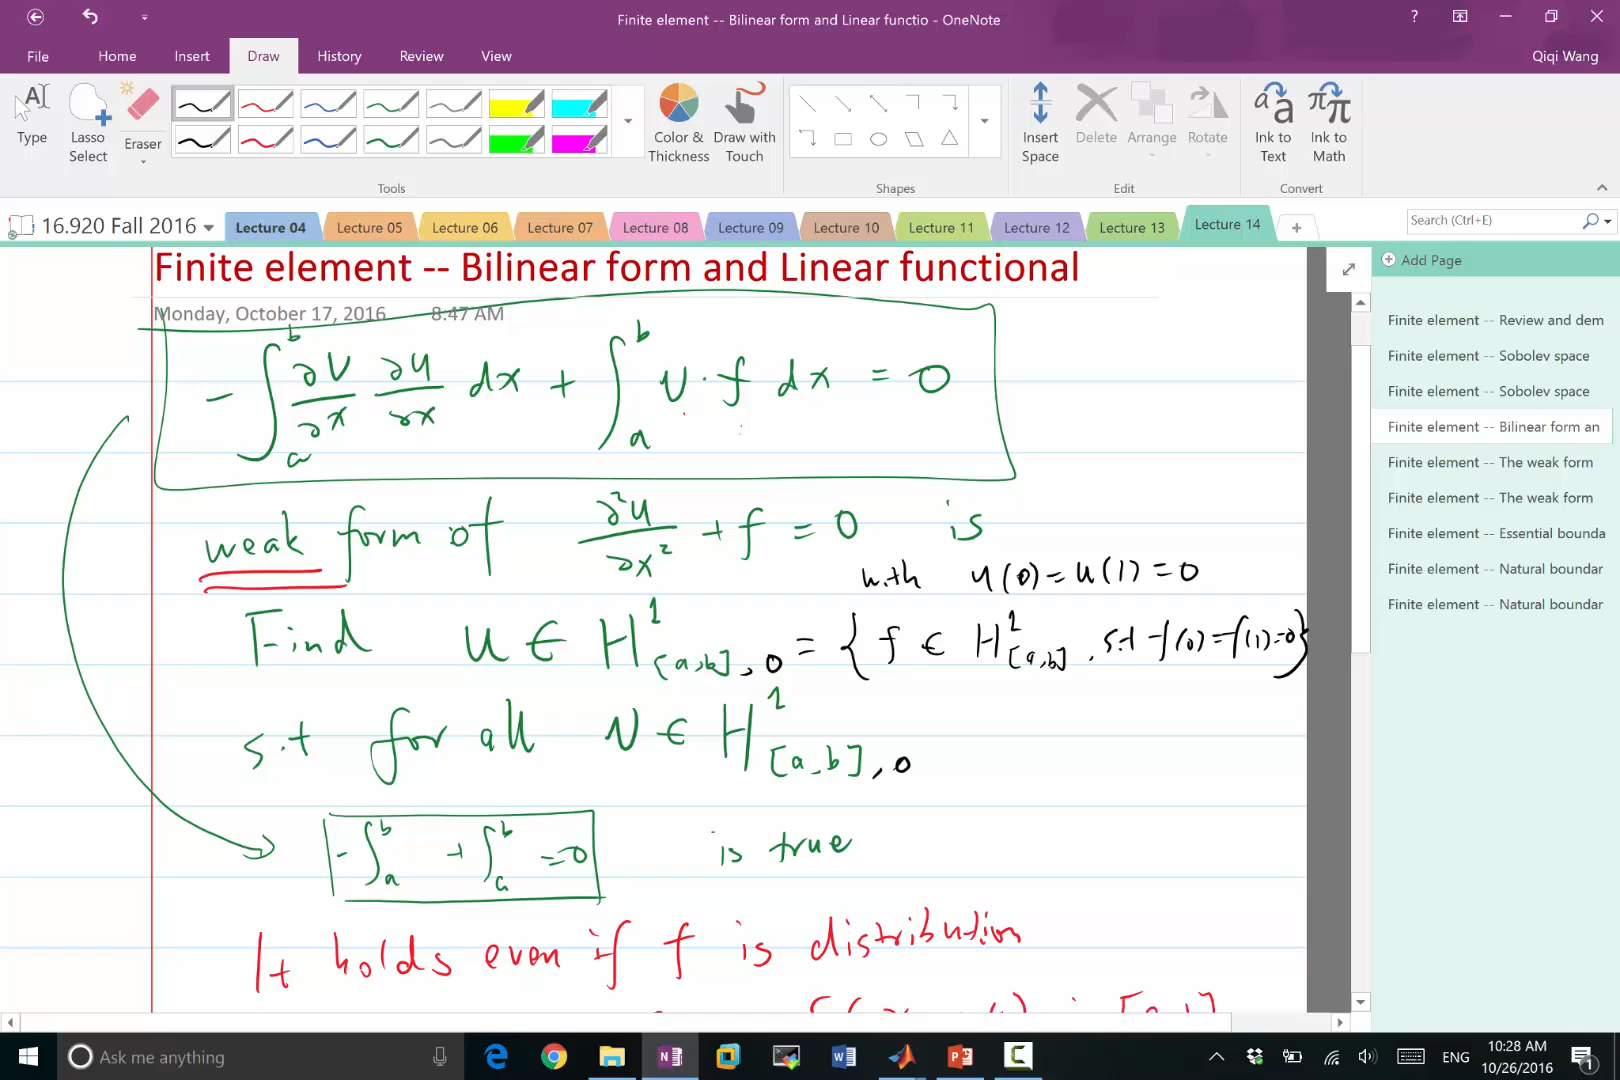 Finite element -- Bilinear form and Linear functio - OneNote
File Home Insert Draw History Review View
Qiqi Wang
Type
Lasso Select
Eraser
Color & Thickness
Draw with Touch
Insert Space
Delete
Arrange
Rotate
Ink to Text
Ink to Math
Tools
Shapes
Edit
Convert
16.920 Fall 2016
Lecture 04 Lecture 05 Lecture 06 Lecture 07 Lecture 08 Lecture 09 Lecture 10 Lecture 11 Lecture 12 Lecture 13 Lecture 14 +
Search (Ctrl+E)
Add Page
Finite element -- Review and dem
Finite element -- Sobolev space
Finite element -- Sobolev space
Finite element -- Bilinear form an
Finite element -- The weak form
Finite element -- The weak form
Finite element -- Essential bounda
Finite element -- Natural boundar
Finite element -- Natural boundar
Finite element -- Bilinear form and Linear functional
Monday, October 17, 2016 8:47 AM
- ∫_a^b ∂v/∂x ∂u/∂x dx + ∫_a^b v · f dx = 0
weak form of ∂²u/∂x² + f = 0 is
with u(0) = u(1) = 0
Find u ∈ H¹_[a,b],0 = { f ∈ H¹_[a,b], s.t f(0) = f(1) = 0 }
s.t for all v ∈ H¹_[a,b],0
- ∫_a^b + ∫_a^b = 0 is true
It holds even if f is distribution
Ask me anything
ENG
10:28 AM
10/26/2016